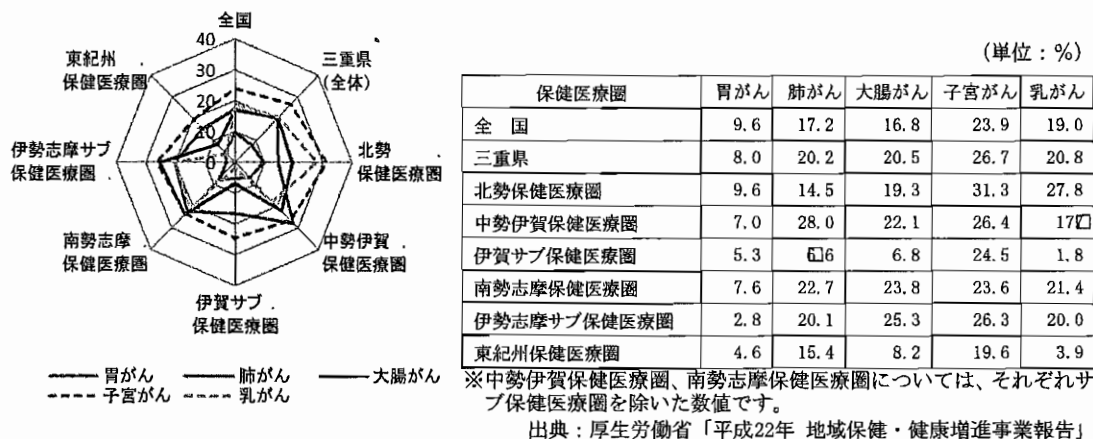 全国
三重県
(全体)
北勢
保健医療圏
中勢伊賀
保健医療圏
伊賀サブ
保健医療圏
南勢志摩
保健医療圏
伊勢志摩サブ
保健医療圏
東紀州
保健医療圏
40
30
20
10
0
胃がん 肺がん 大腸がん
子宮がん 乳がん
(単位：%)
保健医療圏 胃がん 肺がん 大腸がん 子宮がん 乳がん
全　国 9.6 17.2 16.8 23.9 19.0
三重県 8.0 20.2 20.5 26.7 20.8
北勢保健医療圏 9.6 14.5 19.3 31.3 27.8
中勢伊賀保健医療圏 7.0 28.0 22.1 26.4
伊賀サブ保健医療圏 5.3 6.8 24.5 1.8
南勢志摩保健医療圏 7.6 22.7 23.8 23.6 21.4
伊勢志摩サブ保健医療圏 2.8 20.1 25.3 26.3 20.0
東紀州保健医療圏 4.6 15.4 8.2 19.6 3.9
※中勢伊賀保健医療圏、南勢志摩保健医療圏については、それぞれサ
ブ保健医療圏を除いた数値です。
出典：厚生労働省「平成22年 地域保健・健康増進事業報告」